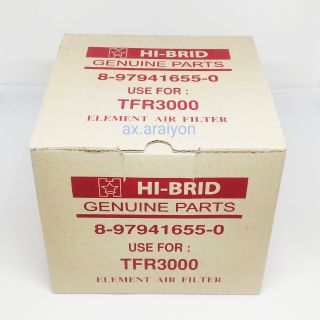 HI-BRID
GENUINE PARTS
8-97941655-0
USE FOR :
TFR3000
ELEMENT AIR FILTER
ax.araiyon
HI-BRID
GENUINE PARTS
8-97941655-0
USE FOR :
TFR3000
ELEMENT AIR FILTER